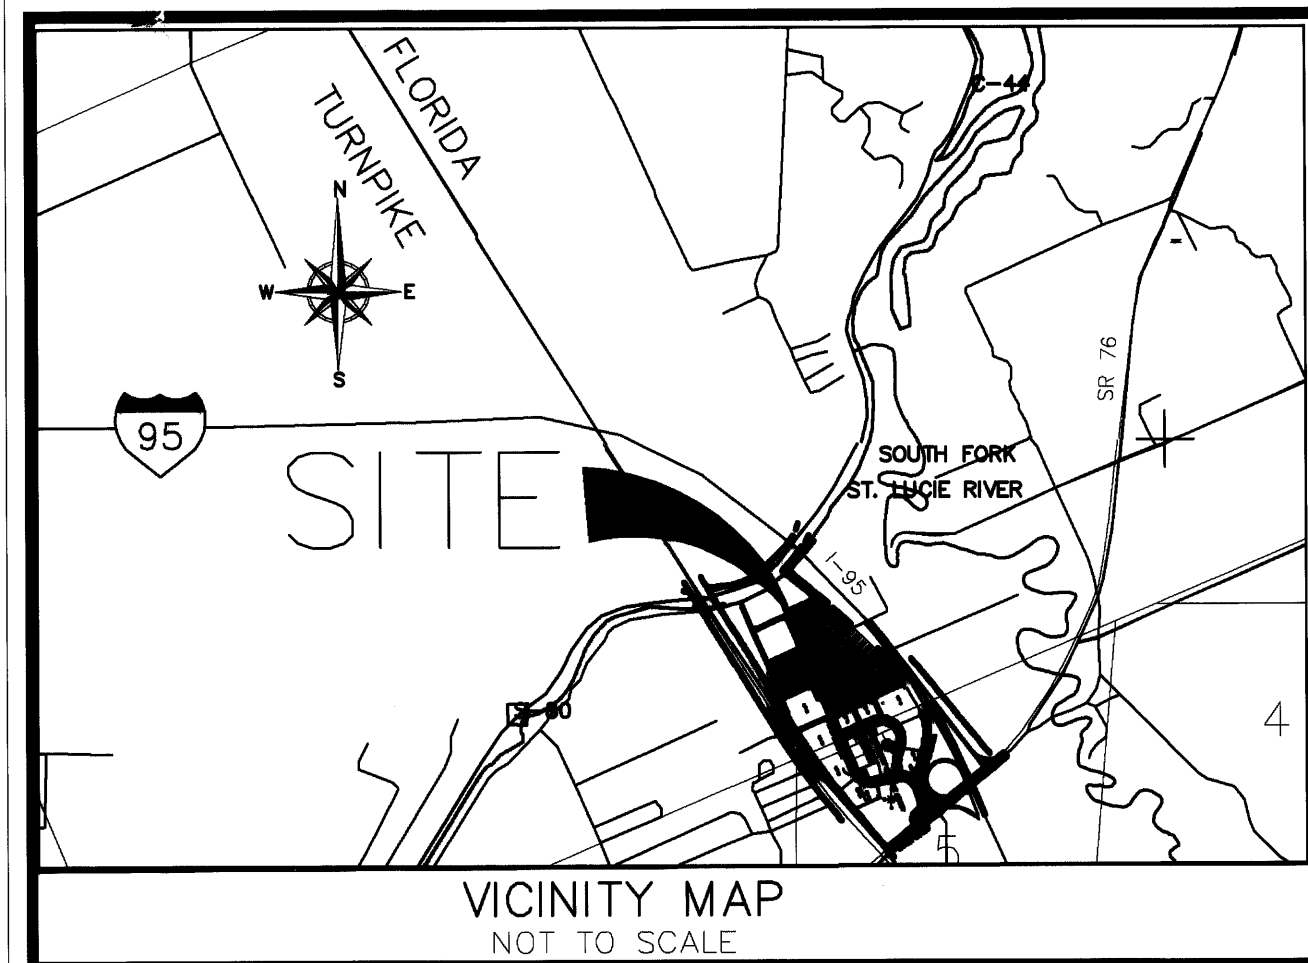 FLORIDA
TURNPIKE
C-44
N
W E
S
SR 76
95
SITE
SOUTH FORK
ST. LUCIE RIVER
I-95
4
5
VICINITY MAP
NOT TO SCALE